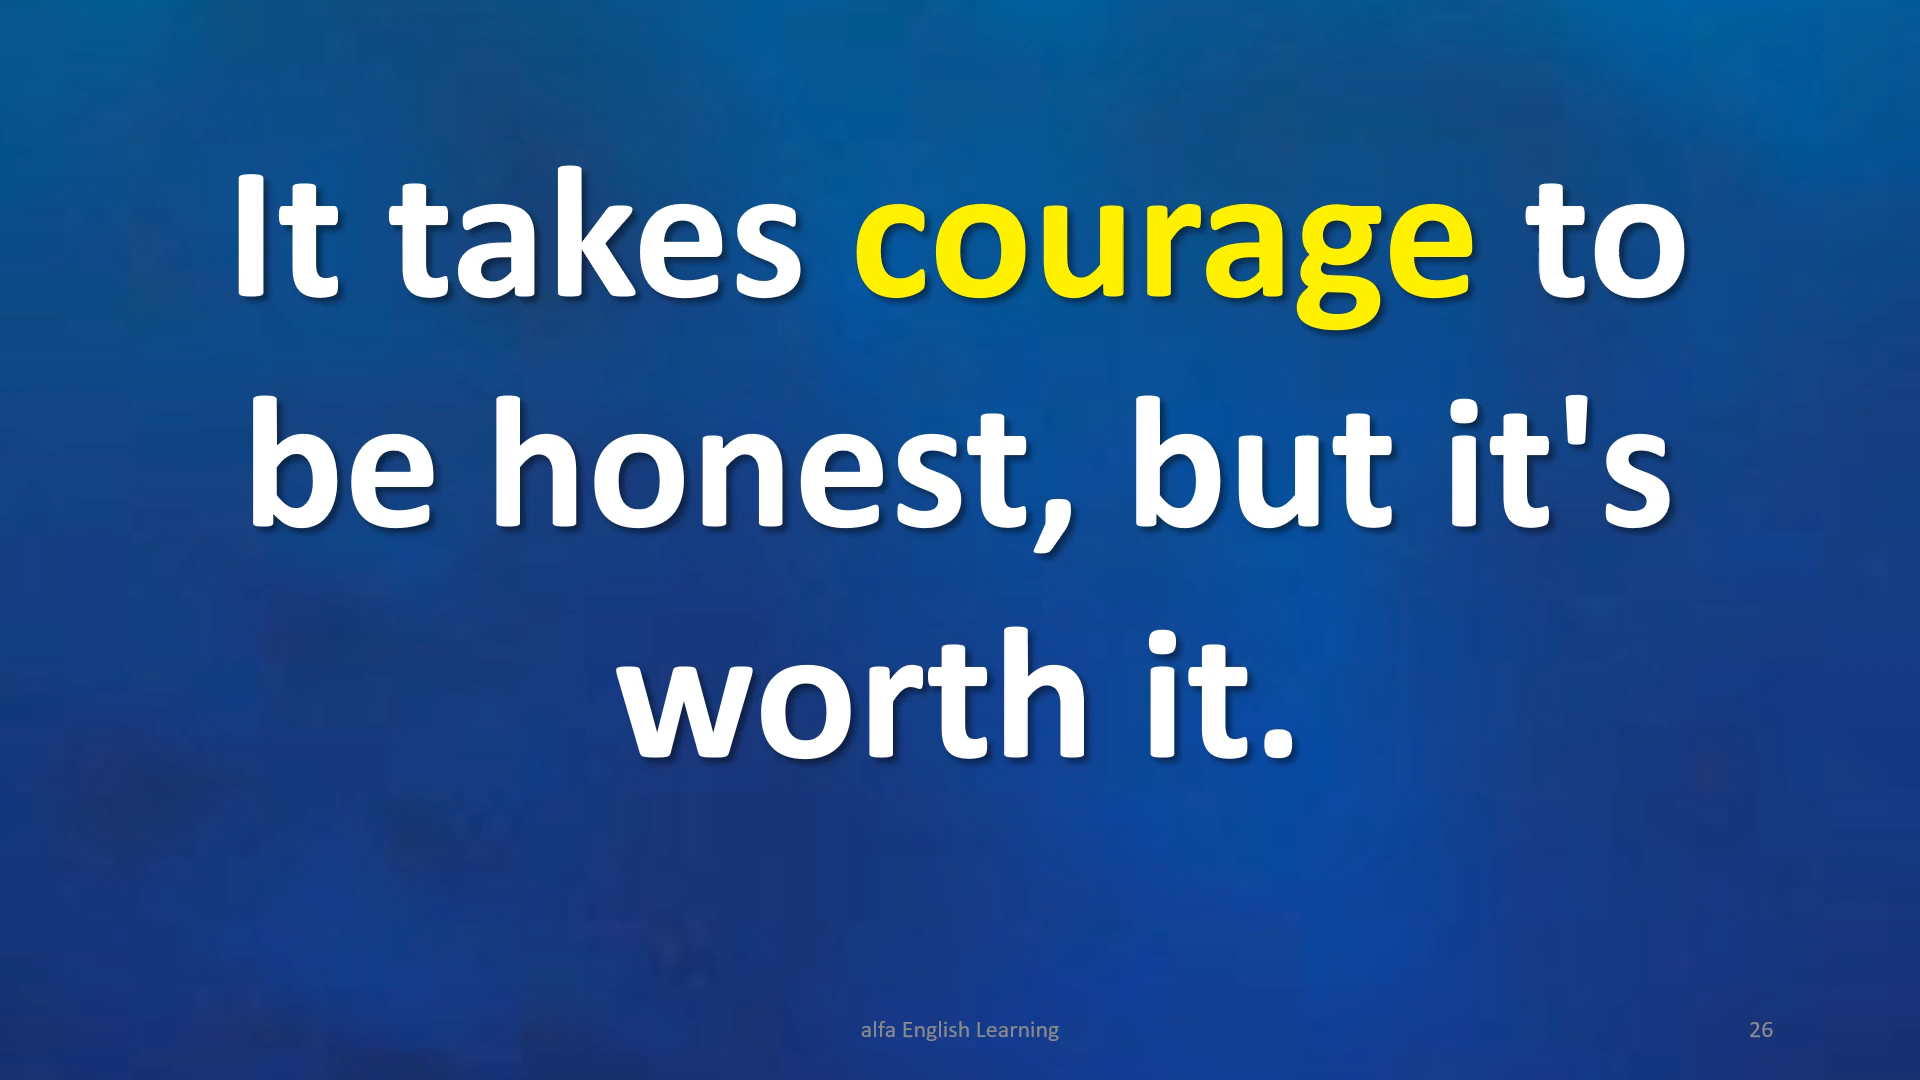 It takes courage to
be honest, but it's
worth it.
alfa English Learning
26